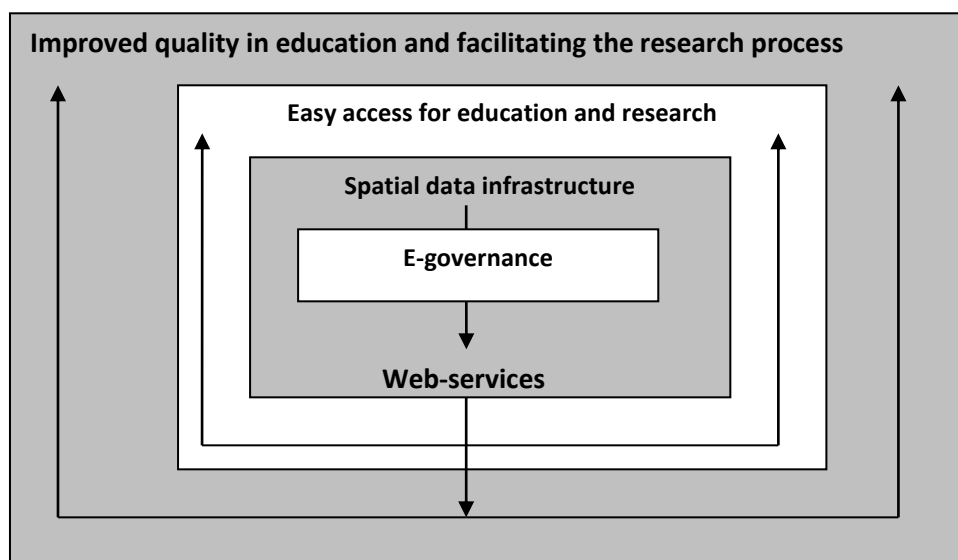 Improved quality in education and facilitating the research process
Easy access for education and research
Spatial data infrastructure
E-governance
Web-services